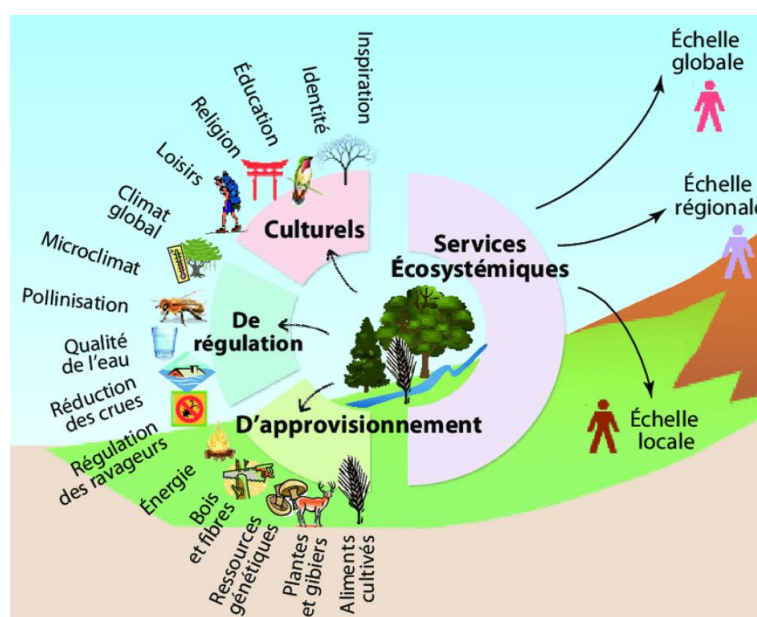 Inspiration
Identité
Éducation
Religion
Loisirs
Climat
global
Microclimat
Pollinisation
Qualité
de l'eau
Réduction
des crues
Régulation
des ravageurs
Énergie
Bois
et fibres
Ressources
génétiques
Plantes
et gibiers
Aliments
cultivés
Culturels
De
régulation
D'approvisionnement
Services
Écosystémiques
Échelle
globale
Échelle
régionale
Échelle
locale